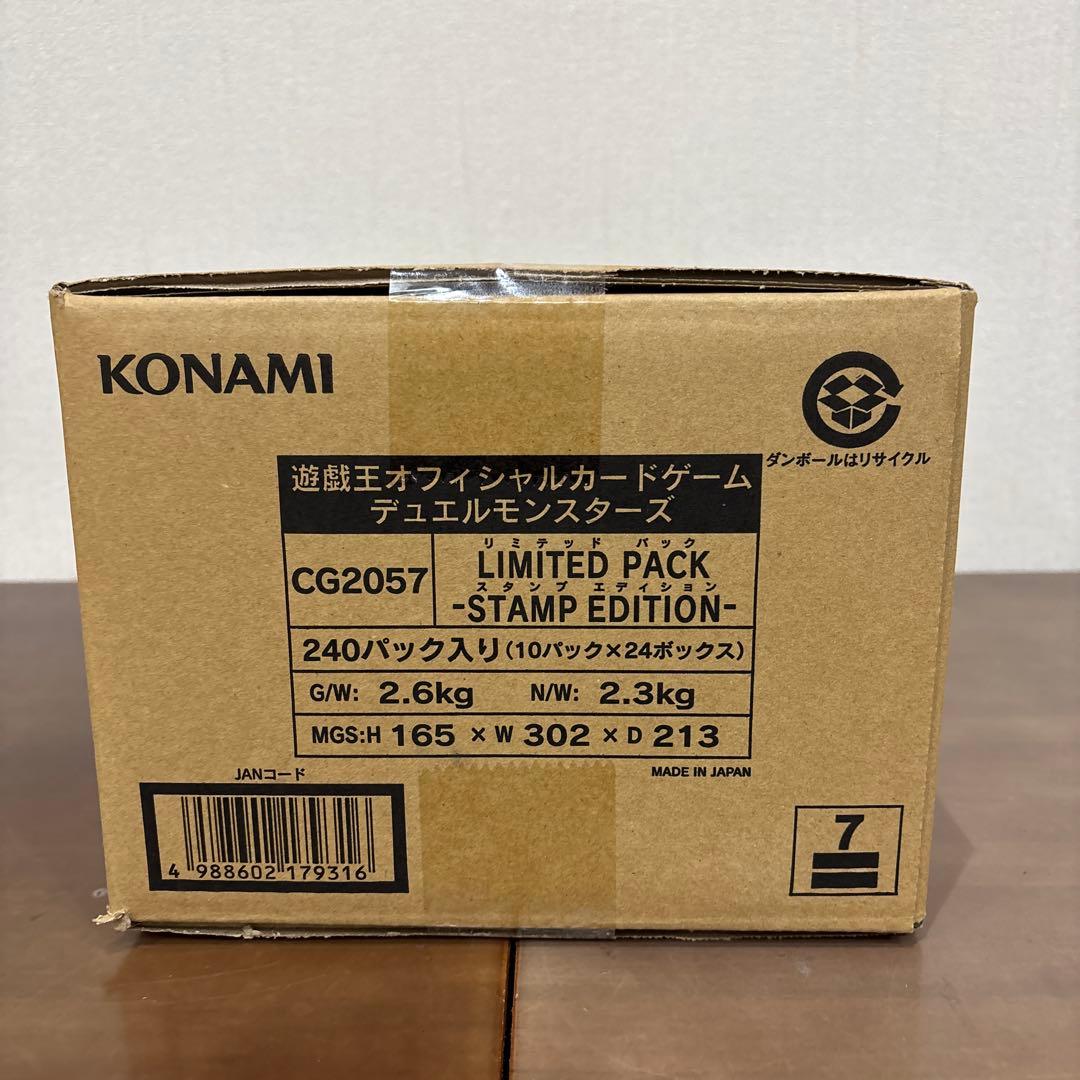 KONAMI
ダンボールはリサイクル
遊戯王オフィシャルカードゲーム
デュエルモンスターズ
CG2057
リミテッド パック
LIMITED PACK
スタンプ エディション
-STAMP EDITION-
240パック入り(10パック×24ボックス)
G/W: 2.6kg N/W: 2.3kg
MGS:H 165 × W 302 × D 213
MADE IN JAPAN
JANコード
4 988602 179316
7